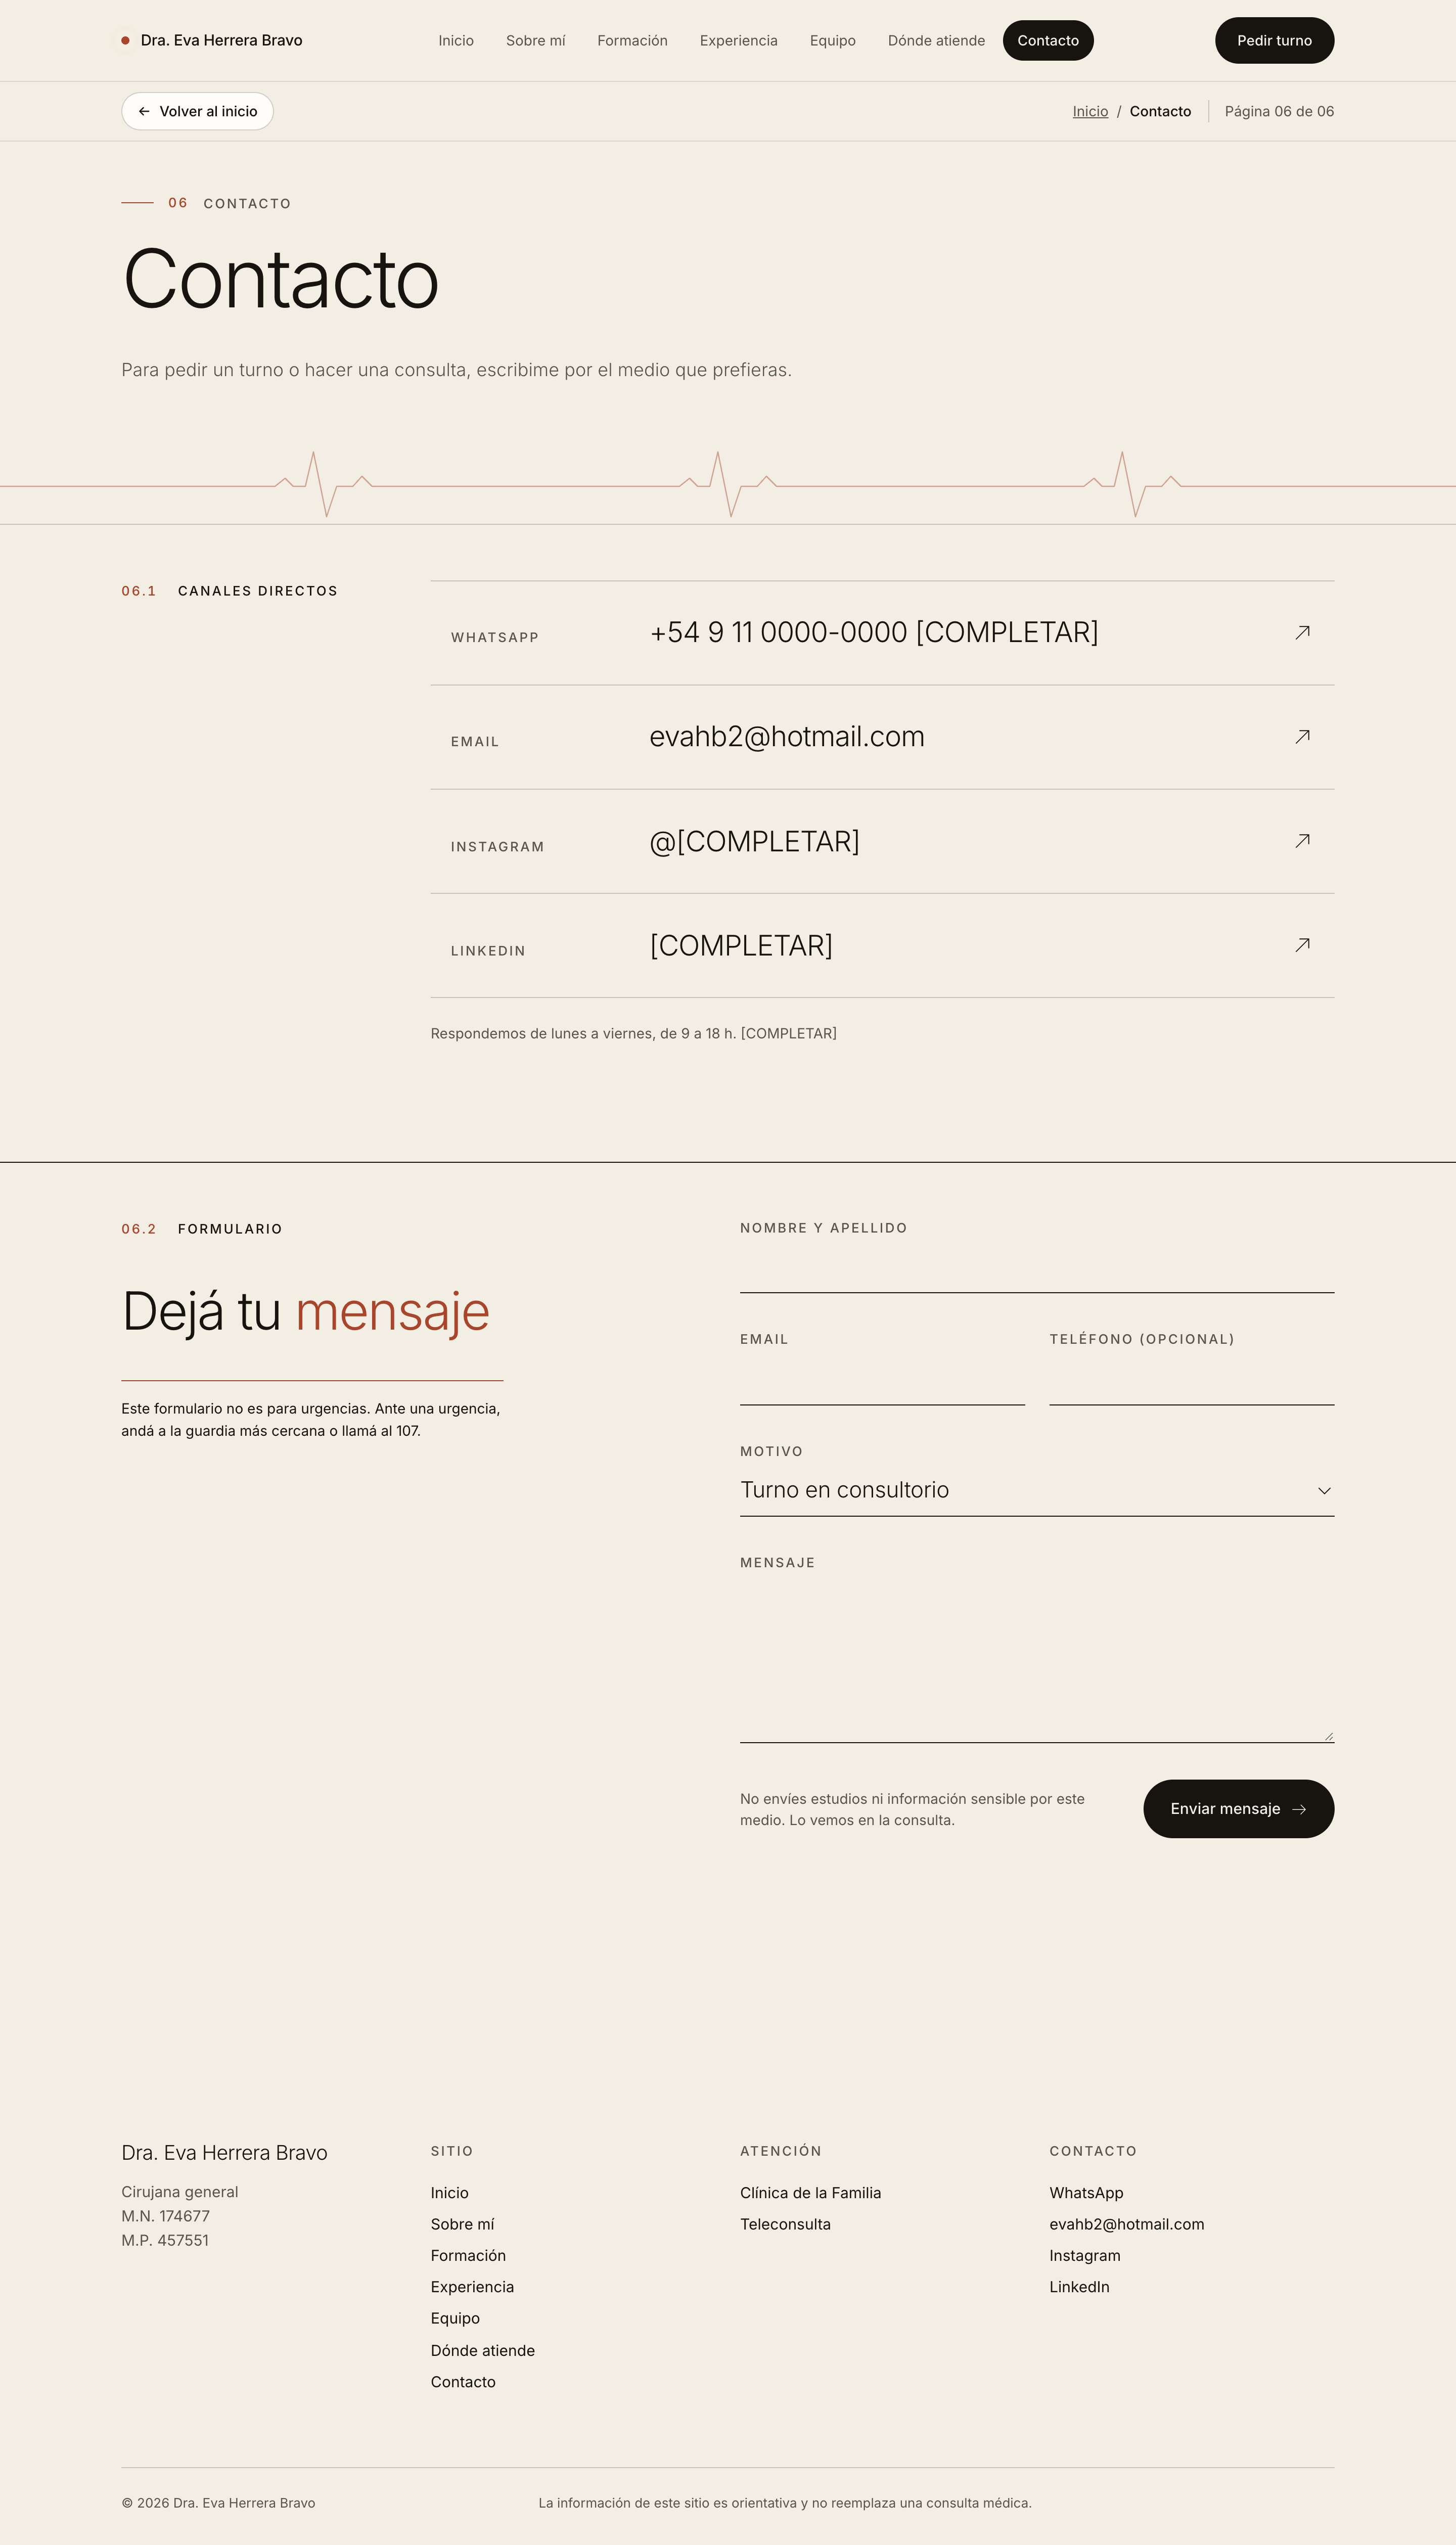 Dra. Eva Herrera Bravo
Inicio
Sobre mí
Formación
Experiencia
Equipo
Dónde atiende
Contacto
Pedir turno
← Volver al inicio
Inicio / Contacto
Página 06 de 06
06 CONTACTO
Contacto
Para pedir un turno o hacer una consulta, escribime por el medio que prefieras.
06.1 CANALES DIRECTOS
WHATSAPP
+54 9 11 0000-0000 [COMPLETAR]
EMAIL
evahb2@hotmail.com
INSTAGRAM
@[COMPLETAR]
LINKEDIN
[COMPLETAR]
Respondemos de lunes a viernes, de 9 a 18 h. [COMPLETAR]
06.2 FORMULARIO
Dejá tu mensaje
Este formulario no es para urgencias. Ante una urgencia,
andá a la guardia más cercana o llamá al 107.
NOMBRE Y APELLIDO
EMAIL
TELÉFONO (OPCIONAL)
MOTIVO
Turno en consultorio
MENSAJE
No envíes estudios ni información sensible por este
medio. Lo vemos en la consulta.
Enviar mensaje →
Dra. Eva Herrera Bravo
Cirujana general
M.N. 174677
M.P. 457551
SITIO
Inicio
Sobre mí
Formación
Experiencia
Equipo
Dónde atiende
Contacto
ATENCIÓN
Clínica de la Familia
Teleconsulta
CONTACTO
WhatsApp
evahb2@hotmail.com
Instagram
LinkedIn
© 2026 Dra. Eva Herrera Bravo
La información de este sitio es orientativa y no reemplaza una consulta médica.